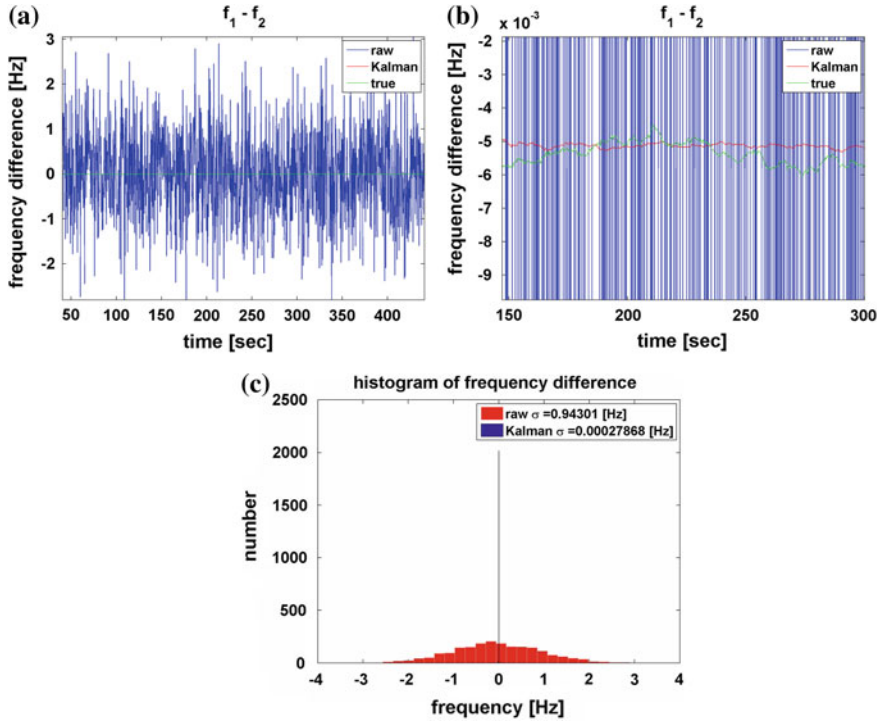 (a)
f1 - f2
frequency difference [Hz]
3
2
1
0
-1
-2
raw
Kalman
true
50 100 150 200 250 300 350 400
time [sec]
(b)
x 10-3
f1 - f2
frequency difference [Hz]
-2
-3
-4
-5
-6
-7
-8
-9
raw
Kalman
true
150 200 250 300
time [sec]
(c)
histogram of frequency difference
number
2500
2000
1500
1000
500
0
raw σ =0.94301 [Hz]
Kalman σ =0.00027868 [Hz]
-4 -3 -2 -1 0 1 2 3 4
frequency [Hz]